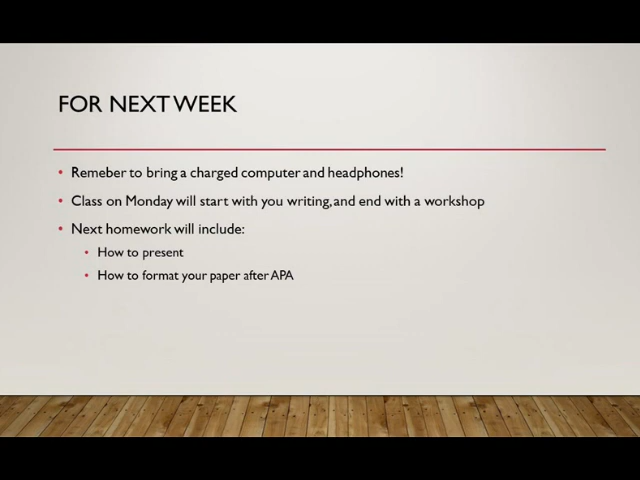 FOR NEXT WEEK
Remeber to bring a charged computer and headphones!
Class on Monday will start with you writing, and end with a workshop
Next homework will include:
How to present
How to format your paper after APA